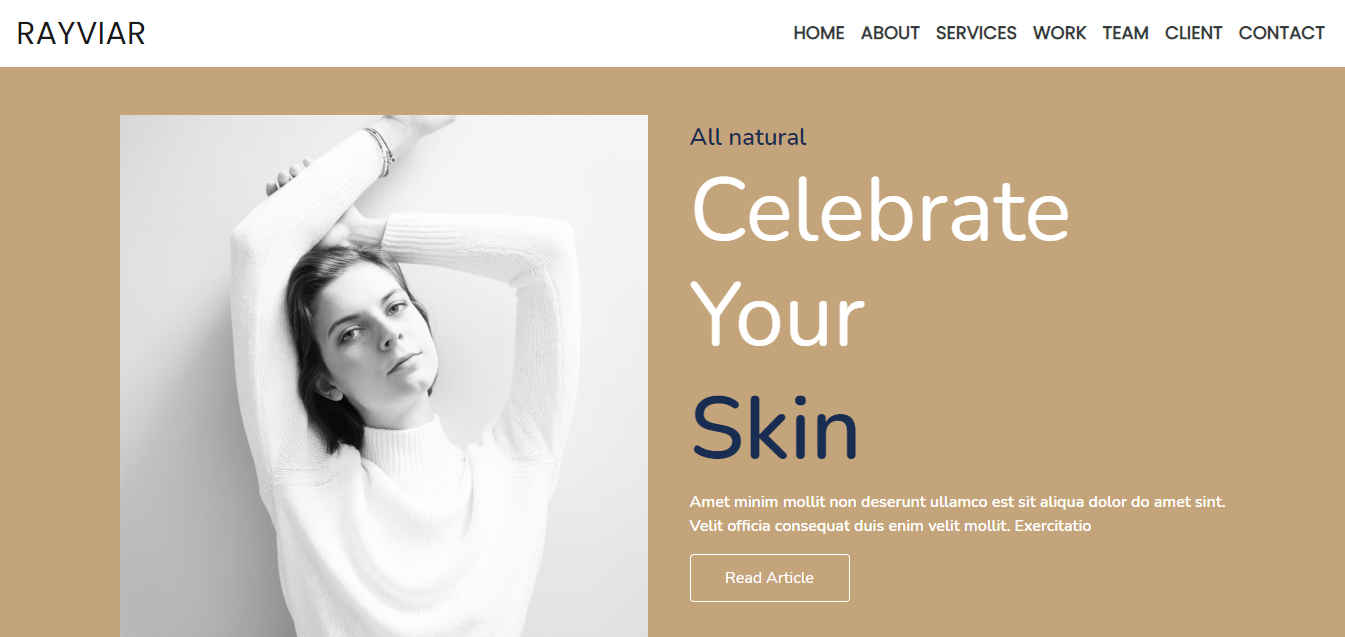 RAYVIAR
HOME ABOUT SERVICES WORK TEAM CLIENT CONTACT
All natural
Celebrate
Your
Skin
Amet minim mollit non deserunt ullamco est sit aliqua dolor do amet sint.
Velit officia consequat duis enim velit mollit. Exercitatio
Read Article